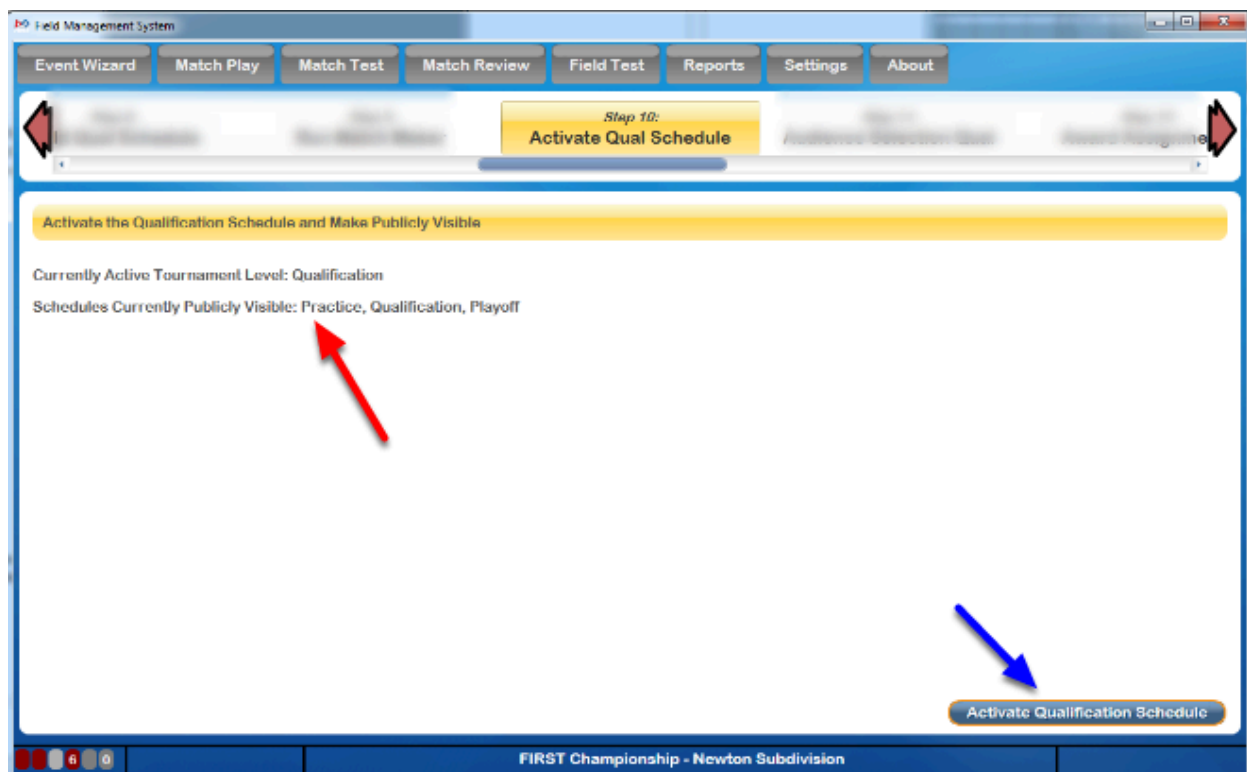 Field Management System
Event Wizard Match Play Match Test Match Review Field Test Reports Settings About
Step 10:
Activate Qual Schedule
Activate the Qualification Schedule and Make Publicly Visible
Currently Active Tournament Level: Qualification
Schedules Currently Publicly Visible: Practice, Qualification, Playoff
Activate Qualification Schedule
6 0 FIRST Championship - Newton Subdivision